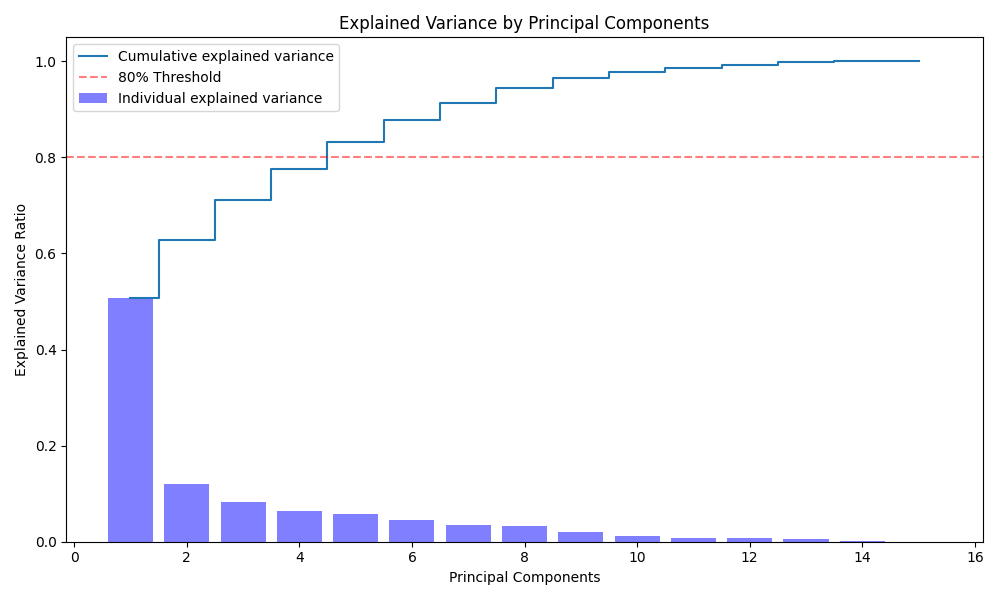 Explained Variance by Principal Components
Cumulative explained variance
80% Threshold
Individual explained variance
Explained Variance Ratio
1.0
0.8
0.6
0.4
0.2
0.0
0 2 4 6 8 10 12 14 16
Principal Components